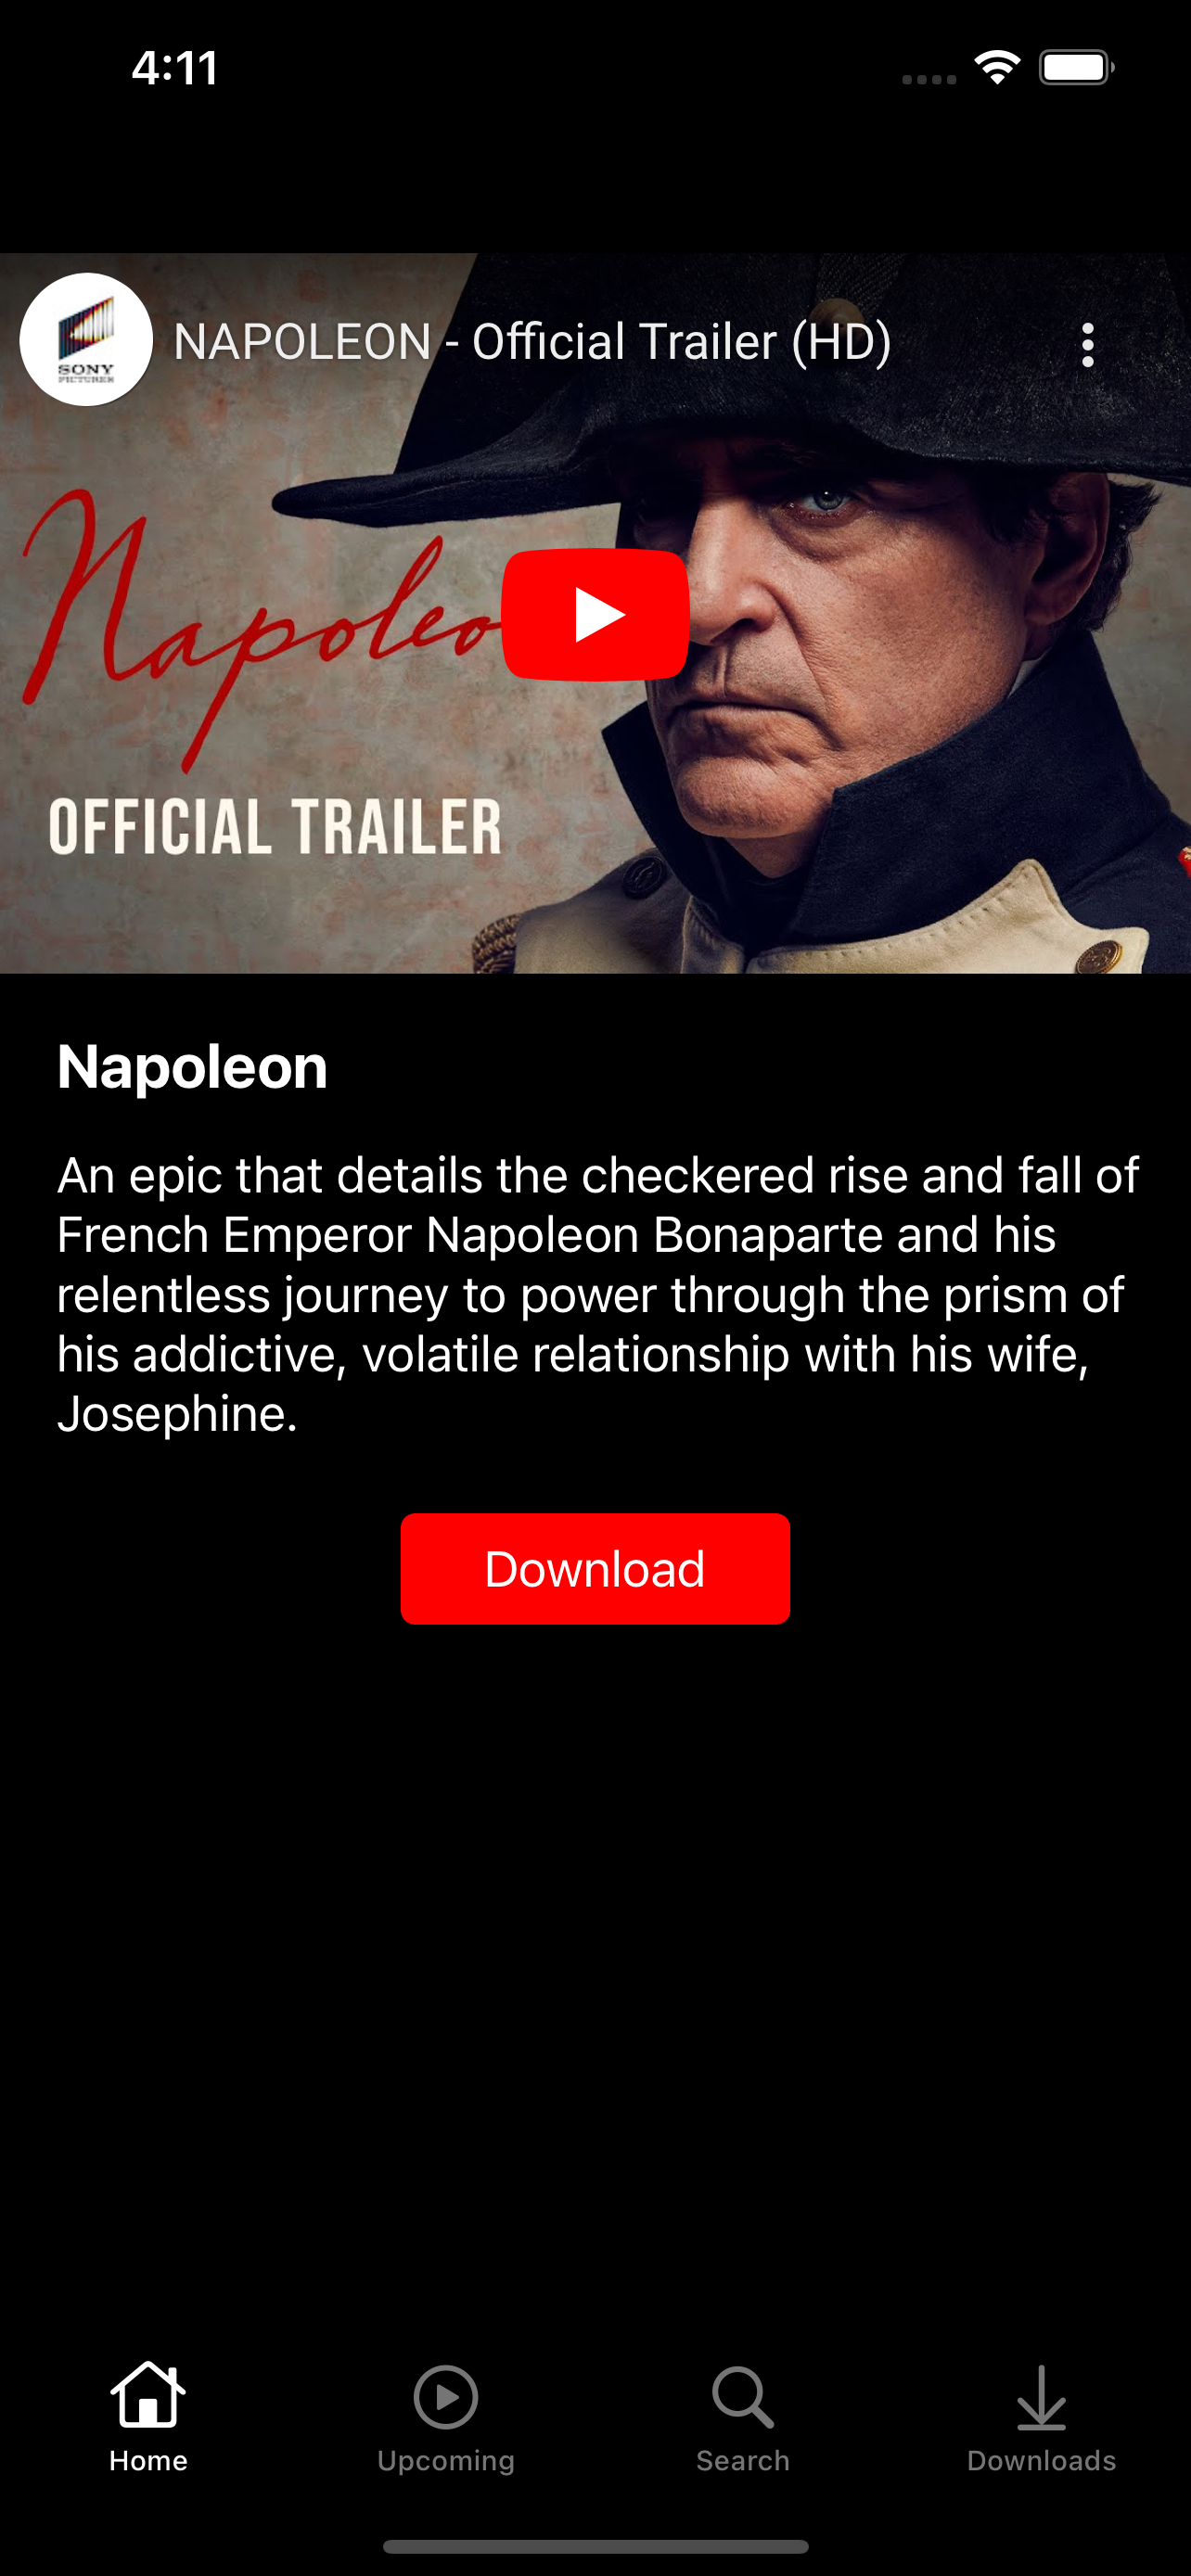 4:11
SONY
PICTURES
NAPOLEON - Official Trailer (HD)
Napoleo
OFFICIAL TRAILER
Napoleon
An epic that details the checkered rise and fall of
French Emperor Napoleon Bonaparte and his
relentless journey to power through the prism of
his addictive, volatile relationship with his wife,
Josephine.
Download
Home
Upcoming
Search
Downloads